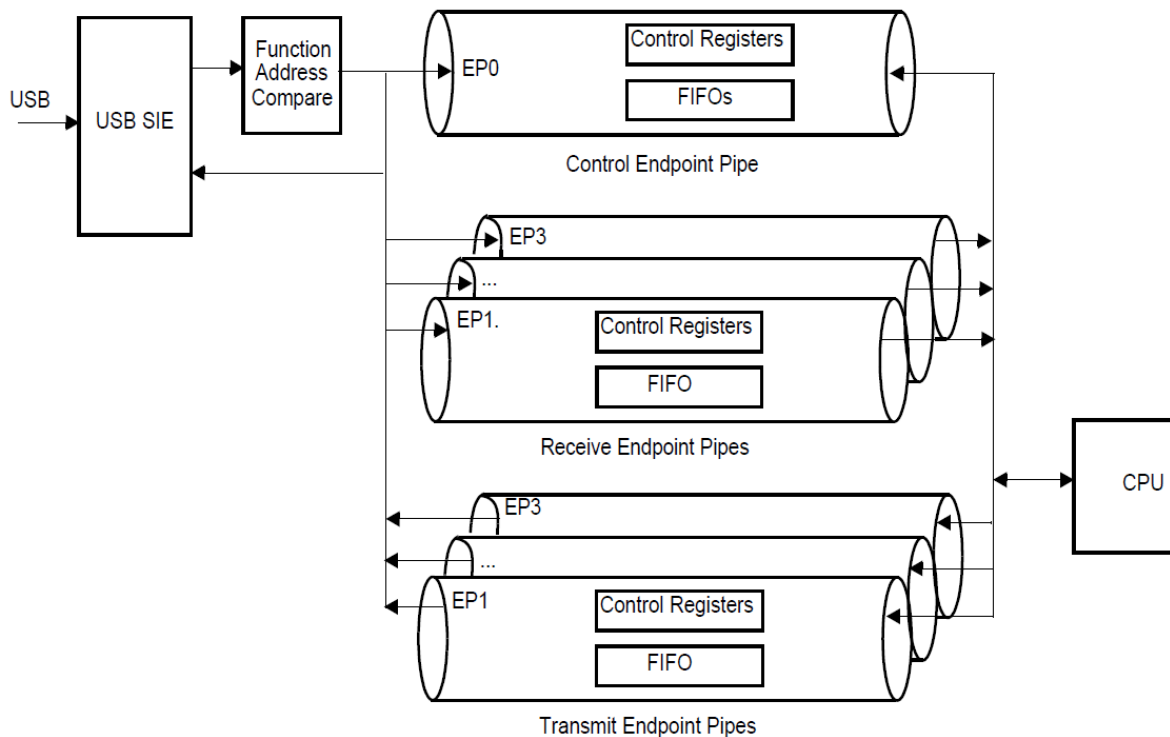 USB
USB SIE
Function
Address
Compare
EP0
Control Registers
FIFOs
Control Endpoint Pipe
EP3
...
EP1.
Control Registers
FIFO
Receive Endpoint Pipes
EP3
...
EP1
Control Registers
FIFO
Transmit Endpoint Pipes
CPU